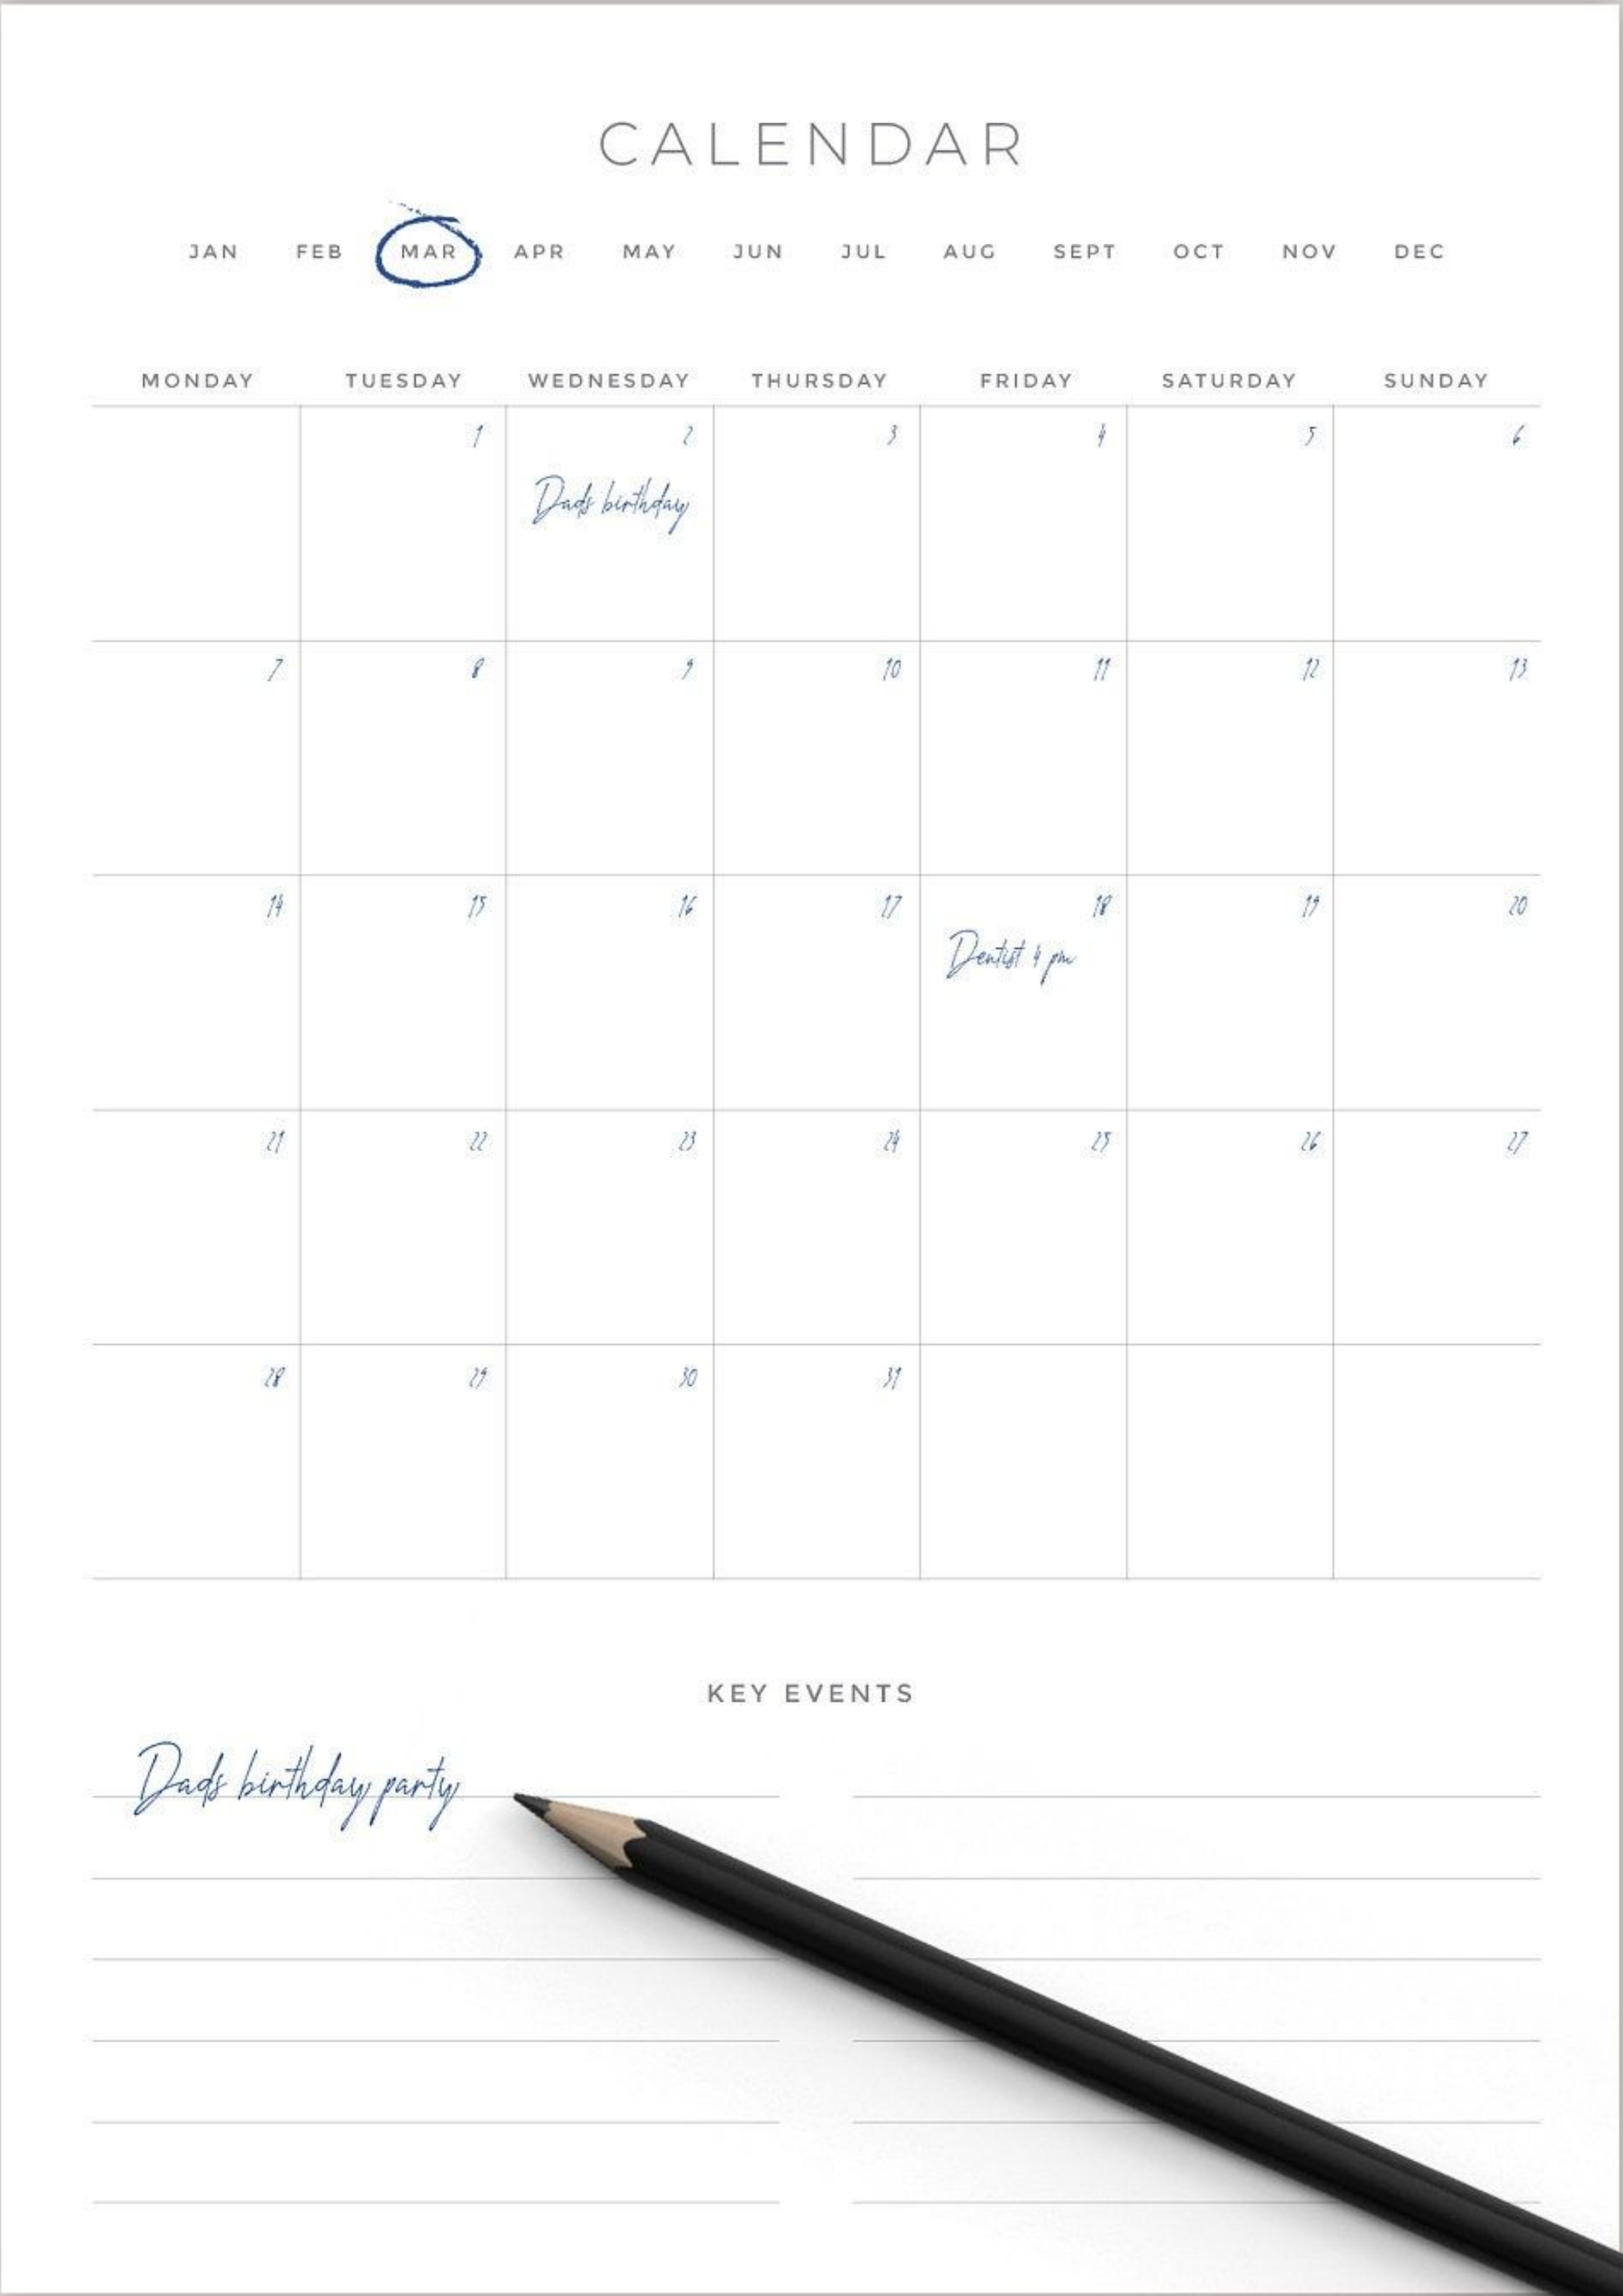 CALENDAR
JAN FEB MAR APR MAY JUN JUL AUG SEPT OCT NOV DEC
MONDAY TUESDAY WEDNESDAY THURSDAY FRIDAY SATURDAY SUNDAY
1 2 3 4 5 6
Dads birthday
7 8 9 10 11 12 13
14 15 16 17 18 19 20
Dentist 4 pm
21 22 23 24 25 26 27
28 29 30 31
KEY EVENTS
Dads birthday party